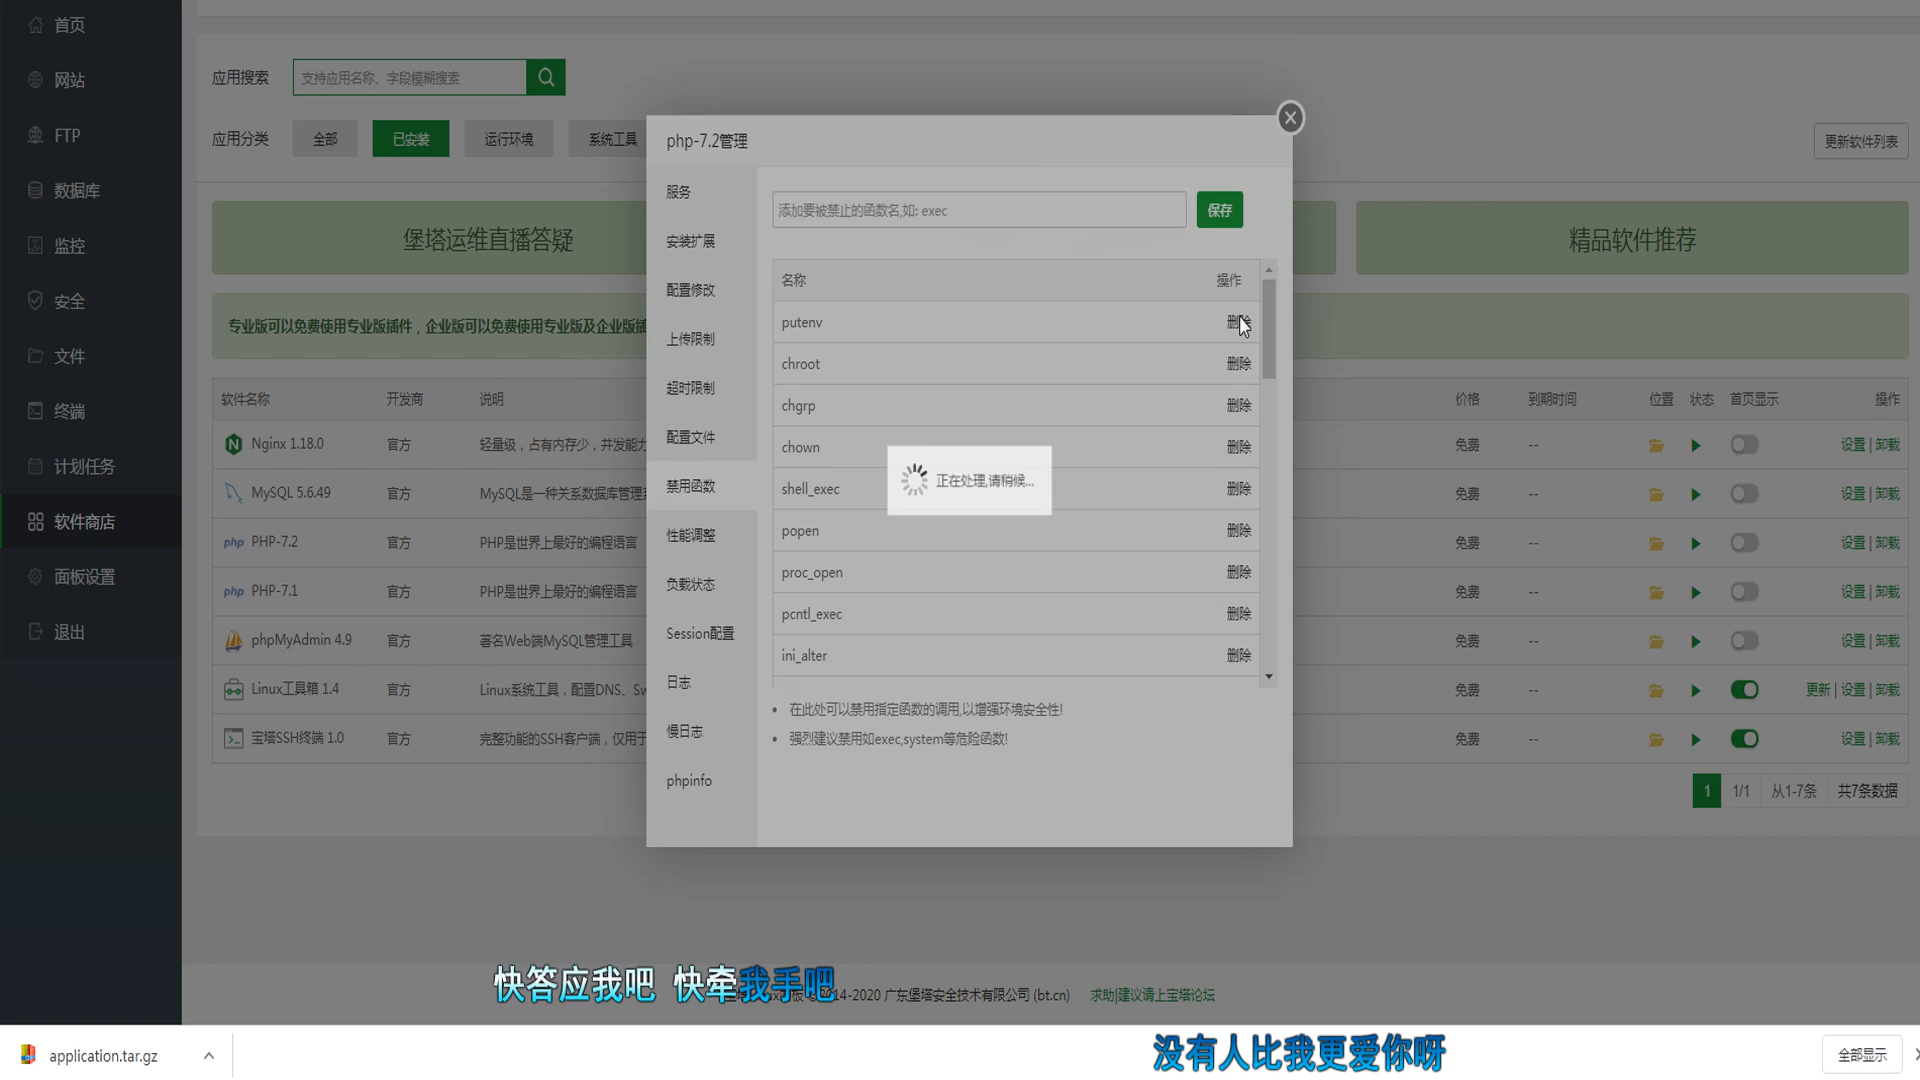 首页
网站
FTP
数据库
监控
安全
文件
终端
计划任务
软件商店
面板设置
退出
应用搜索
支持应用名称、字段模糊搜索
应用分类
全部
已安装
运行环境
系统工具
更新软件列表
堡塔运维直播答疑
精品软件推荐
专业版可以免费使用专业版插件，企业版可以免费使用专业版及企业版插
软件名称 开发商 说明 价格 到期时间 位置 状态 首页显示 操作
Nginx 1.18.0 官方 轻量级，占有内存少，并发能力 免费 -- 设置 | 卸载
MySQL 5.6.49 官方 MySQL是一种关系数据库管理 免费 -- 设置 | 卸载
php PHP-7.2 官方 PHP是世界上最好的编程语言 免费 -- 设置 | 卸载
php PHP-7.1 官方 PHP是世界上最好的编程语言 免费 -- 设置 | 卸载
phpMyAdmin 4.9 官方 著名Web端MySQL管理工具 免费 -- 设置 | 卸载
Linux工具箱 1.4 官方 Linux系统工具，配置DNS、Sw 免费 -- 更新 | 设置 | 卸载
宝塔SSH终端 1.0 官方 完整功能的SSH客户端，仅用于 免费 -- 设置 | 卸载
1 1/1 从1-7条 共7条数据
php-7.2管理
服务
安装扩展
配置修改
上传限制
超时限制
配置文件
禁用函数
性能调整
负载状态
Session配置
日志
慢日志
phpinfo
添加要被禁止的函数名,如: exec
保存
名称 操作
putenv 删除
chroot 删除
chgrp 删除
chown 删除
shell_exec 删除
popen 删除
proc_open 删除
pcntl_exec 删除
ini_alter 删除
正在处理,请稍候...
在此处可以禁用指定函数的调用,以增强环境安全性!
强烈建议禁用如exec,system等危险函数!
快答应我吧 快牵我手吧
14-2020 广东堡塔安全技术有限公司 (bt.cn) 求助|建议请上宝塔论坛
application.tar.gz
没有人比我更爱你呀
全部显示